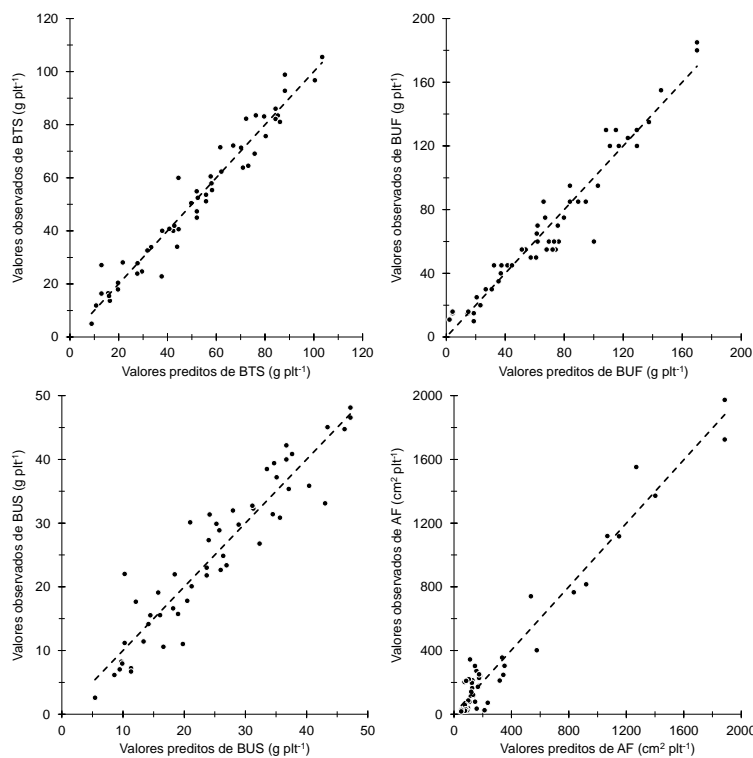 120
100
80
60
40
20
0
0 20 40 60 80 100 120
Valores observados de BTS (g plt⁻¹)
Valores preditos de BTS (g plt⁻¹)
200
160
120
80
40
0
0 40 80 120 160 200
Valores observados de BUF (g plt⁻¹)
Valores preditos de BUF (g plt⁻¹)
50
40
30
20
10
0
0 10 20 30 40 50
Valores observados de BUS (g plt⁻¹)
Valores preditos de BUS (g plt⁻¹)
2000
1600
1200
800
400
0
0 400 800 1200 1600 2000
Valores observados de AF (cm² plt⁻¹)
Valores preditos de AF (cm² plt⁻¹)